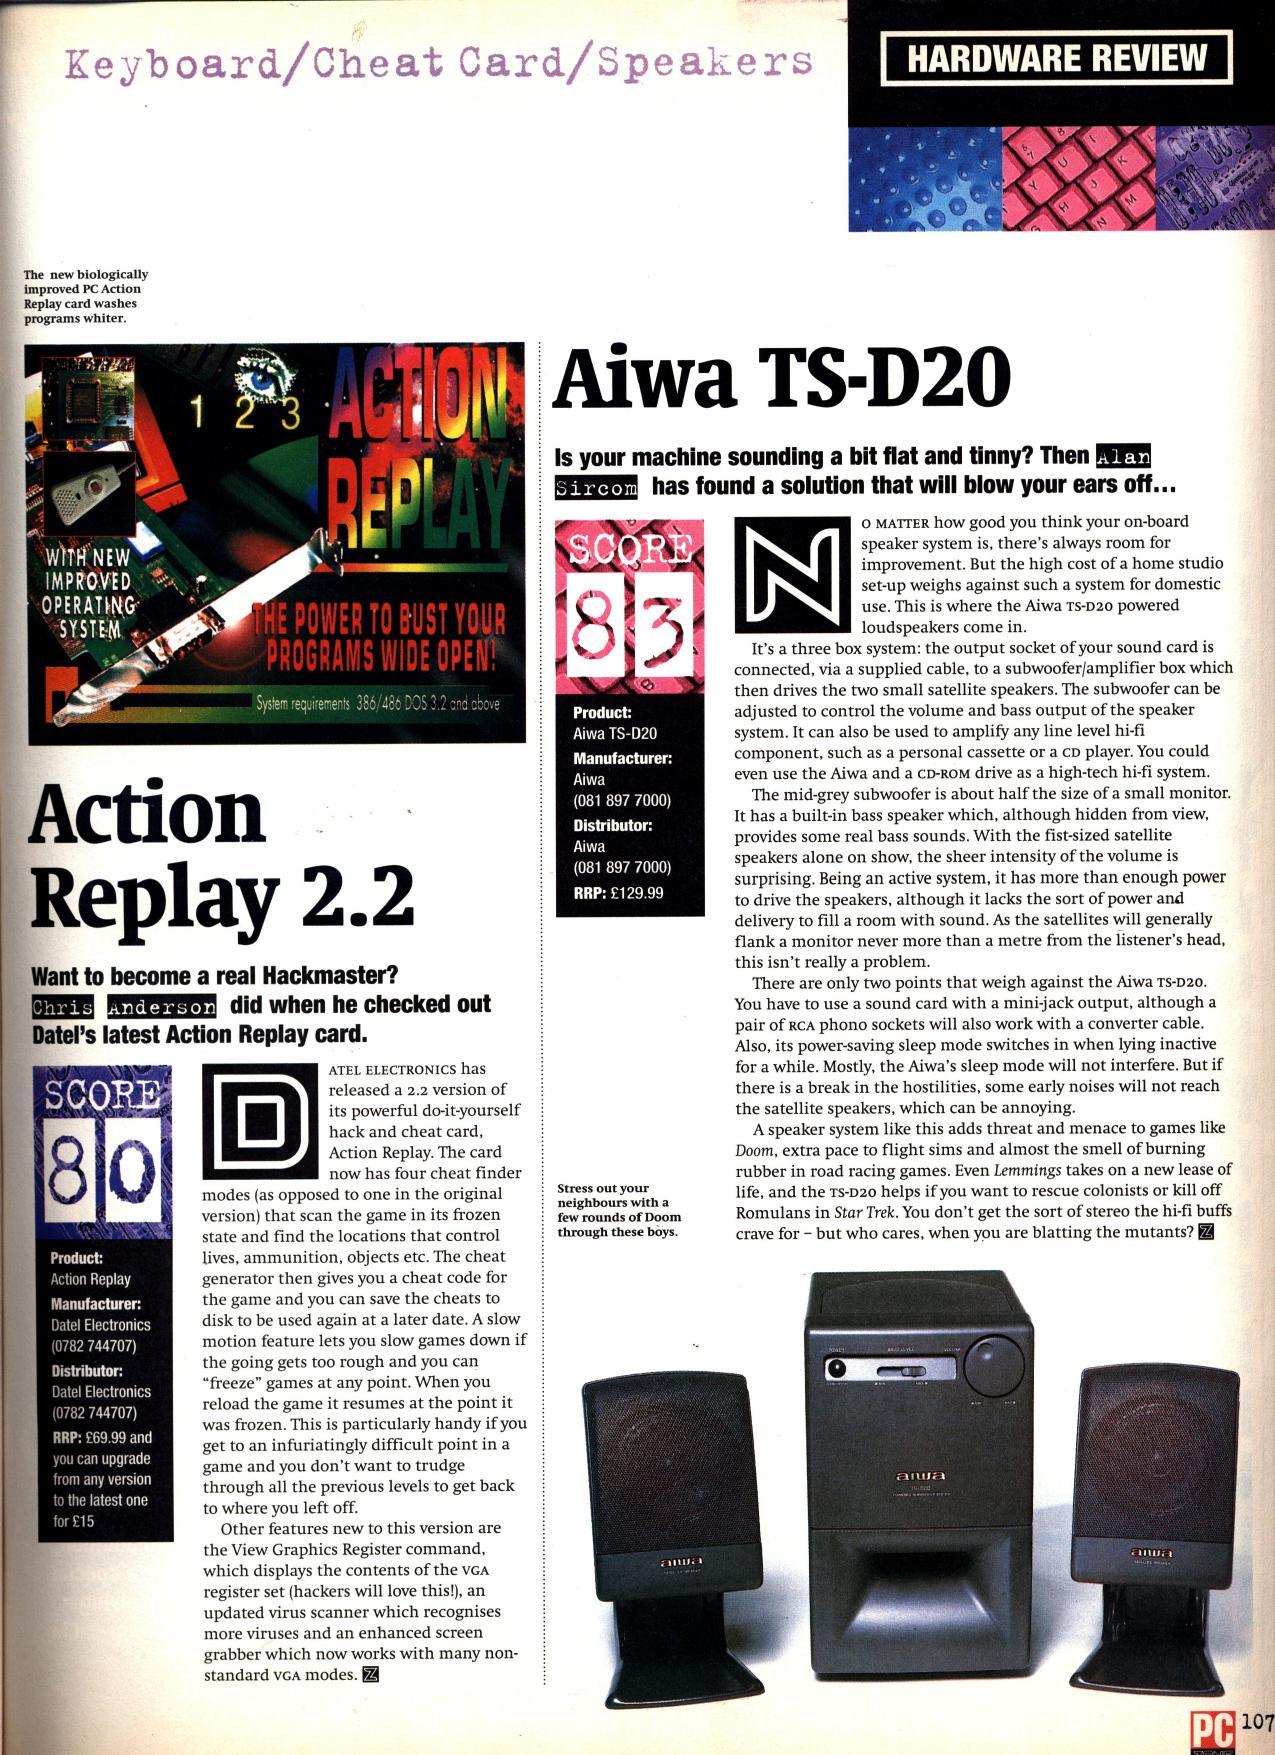 Keyboard/Cheat Card/Speakers
HARDWARE REVIEW
The new biologically
improved PC Action
Replay card washes
programs whiter.
1 2 3
ACTION
REPLAY
WITH NEW
IMPROVED
OPERATING
SYSTEM
THE POWER TO BUST YOUR
PROGRAMS WIDE OPEN!
System requirements 386/486 DOS 3.2 and above
Action
Replay 2.2
Want to become a real Hackmaster?
Chris Anderson did when he checked out
Datel's latest Action Replay card.
SCORE
80
Product:
Action Replay
Manufacturer:
Datel Electronics
(0782 744707)
Distributor:
Datel Electronics
(0782 744707)
RRP: £69.99 and
you can upgrade
from any version
to the latest one
for £15
DATEL ELECTRONICS has
released a 2.2 version of
its powerful do-it-yourself
hack and cheat card,
Action Replay. The card
now has four cheat finder
modes (as opposed to one in the original
version) that scan the game in its frozen
state and find the locations that control
lives, ammunition, objects etc. The cheat
generator then gives you a cheat code for
the game and you can save the cheats to
disk to be used again at a later date. A slow
motion feature lets you slow games down if
the going gets too rough and you can
"freeze" games at any point. When you
reload the game it resumes at the point it
was frozen. This is particularly handy if you
get to an infuriatingly difficult point in a
game and you don't want to trudge
through all the previous levels to get back
to where you left off.
Other features new to this version are
the View Graphics Register command,
which displays the contents of the VGA
register set (hackers will love this!), an
updated virus scanner which recognises
more viruses and an enhanced screen
grabber which now works with many non-
standard VGA modes. Z
Aiwa TS-D20
Is your machine sounding a bit flat and tinny? Then Alan
Sircom has found a solution that will blow your ears off...
SCORE
83
Product:
Aiwa TS-D20
Manufacturer:
Aiwa
(081 897 7000)
Distributor:
Aiwa
(081 897 7000)
RRP: £129.99
NO MATTER how good you think your on-board
speaker system is, there's always room for
improvement. But the high cost of a home studio
set-up weighs against such a system for domestic
use. This is where the Aiwa TS-D20 powered
loudspeakers come in.
It's a three box system: the output socket of your sound card is
connected, via a supplied cable, to a subwoofer/amplifier box which
then drives the two small satellite speakers. The subwoofer can be
adjusted to control the volume and bass output of the speaker
system. It can also be used to amplify any line level hi-fi
component, such as a personal cassette or a CD player. You could
even use the Aiwa and a CD-ROM drive as a high-tech hi-fi system.
The mid-grey subwoofer is about half the size of a small monitor.
It has a built-in bass speaker which, although hidden from view,
provides some real bass sounds. With the fist-sized satellite
speakers alone on show, the sheer intensity of the volume is
surprising. Being an active system, it has more than enough power
to drive the speakers, although it lacks the sort of power and
delivery to fill a room with sound. As the satellites will generally
flank a monitor never more than a metre from the listener's head,
this isn't really a problem.
There are only two points that weigh against the Aiwa TS-D20.
You have to use a sound card with a mini-jack output, although a
pair of RCA phono sockets will also work with a converter cable.
Also, its power-saving sleep mode switches in when lying inactive
for a while. Mostly, the Aiwa's sleep mode will not interfere. But if
there is a break in the hostilities, some early noises will not reach
the satellite speakers, which can be annoying.
A speaker system like this adds threat and menace to games like
Doom, extra pace to flight sims and almost the smell of burning
rubber in road racing games. Even Lemmings takes on a new lease of
life, and the TS-D20 helps if you want to rescue colonists or kill off
Romulans in Star Trek. You don't get the sort of stereo the hi-fi buffs
crave for – but who cares, when you are blatting the mutants? Z
Stress out your
neighbours with a
few rounds of Doom
through these boys.
POWER
BASS LEVEL
VOLUME
aiwa
aiwa
aiwa
PC
ZONE
107